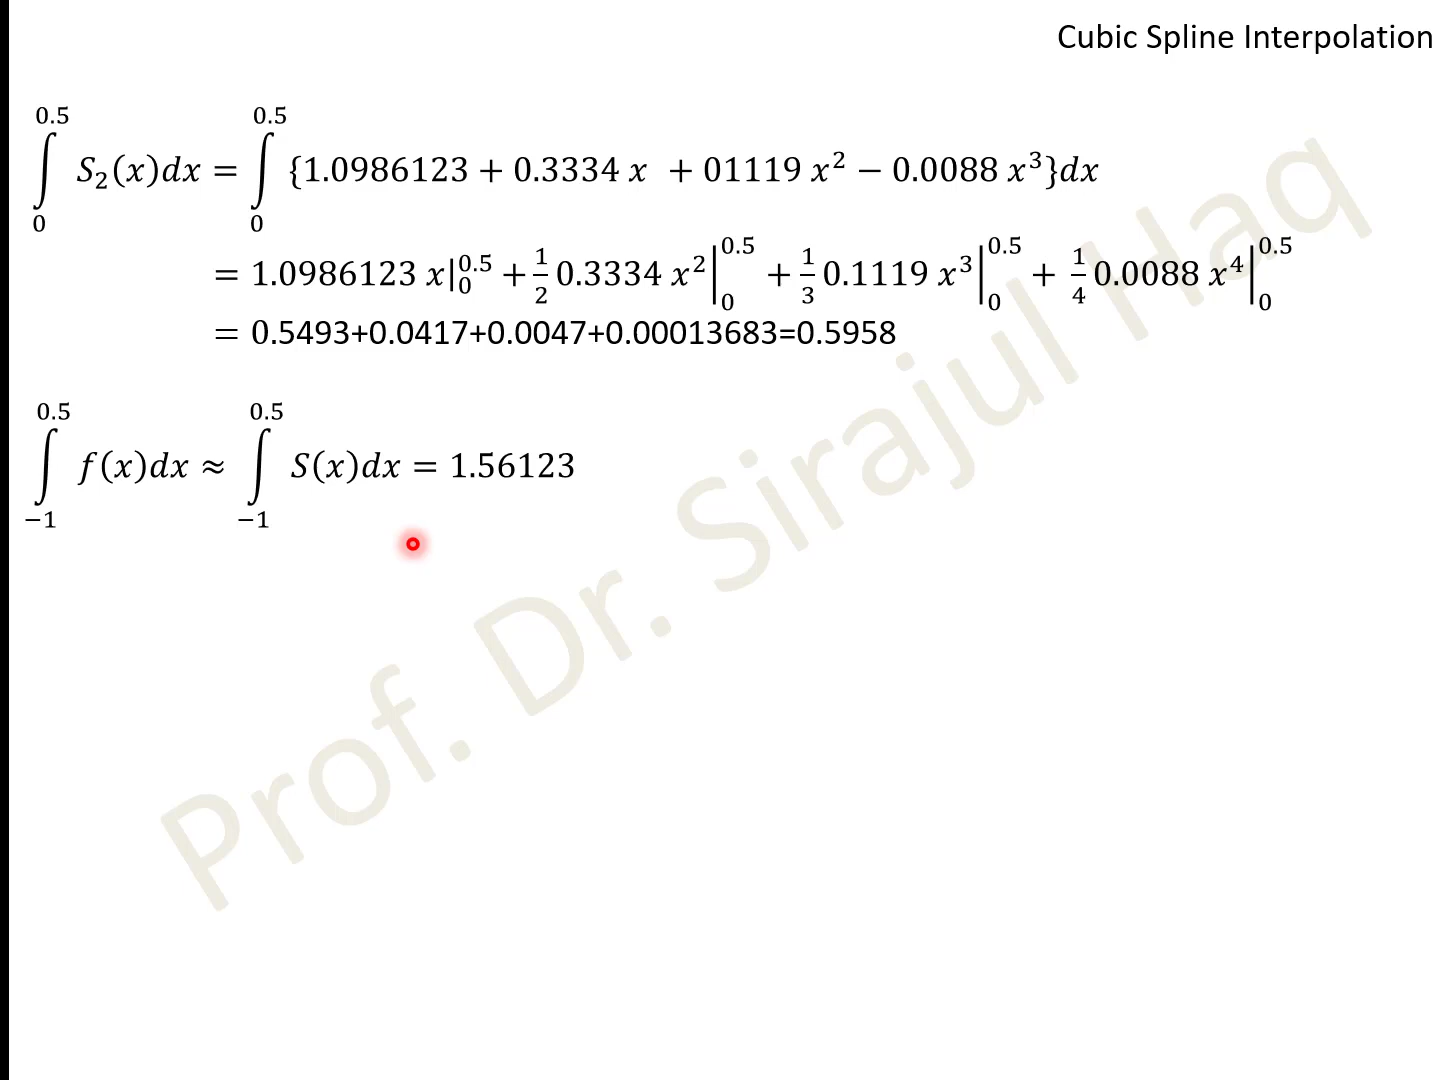 Cubic Spline Interpolation
∫₀^0.5 S₂(x)dx = ∫₀^0.5 {1.0986123 + 0.3334 x + 01119 x² − 0.0088 x³}dx
= 1.0986123 x|₀^0.5 + 1/2 0.3334 x²|₀^0.5 + 1/3 0.1119 x³|₀^0.5 + 1/4 0.0088 x⁴|₀^0.5
= 0.5493+0.0417+0.0047+0.00013683=0.5958
∫₋₁^0.5 f(x)dx ≈ ∫₋₁^0.5 S(x)dx = 1.56123
Prof. Dr. Sirajul Haq